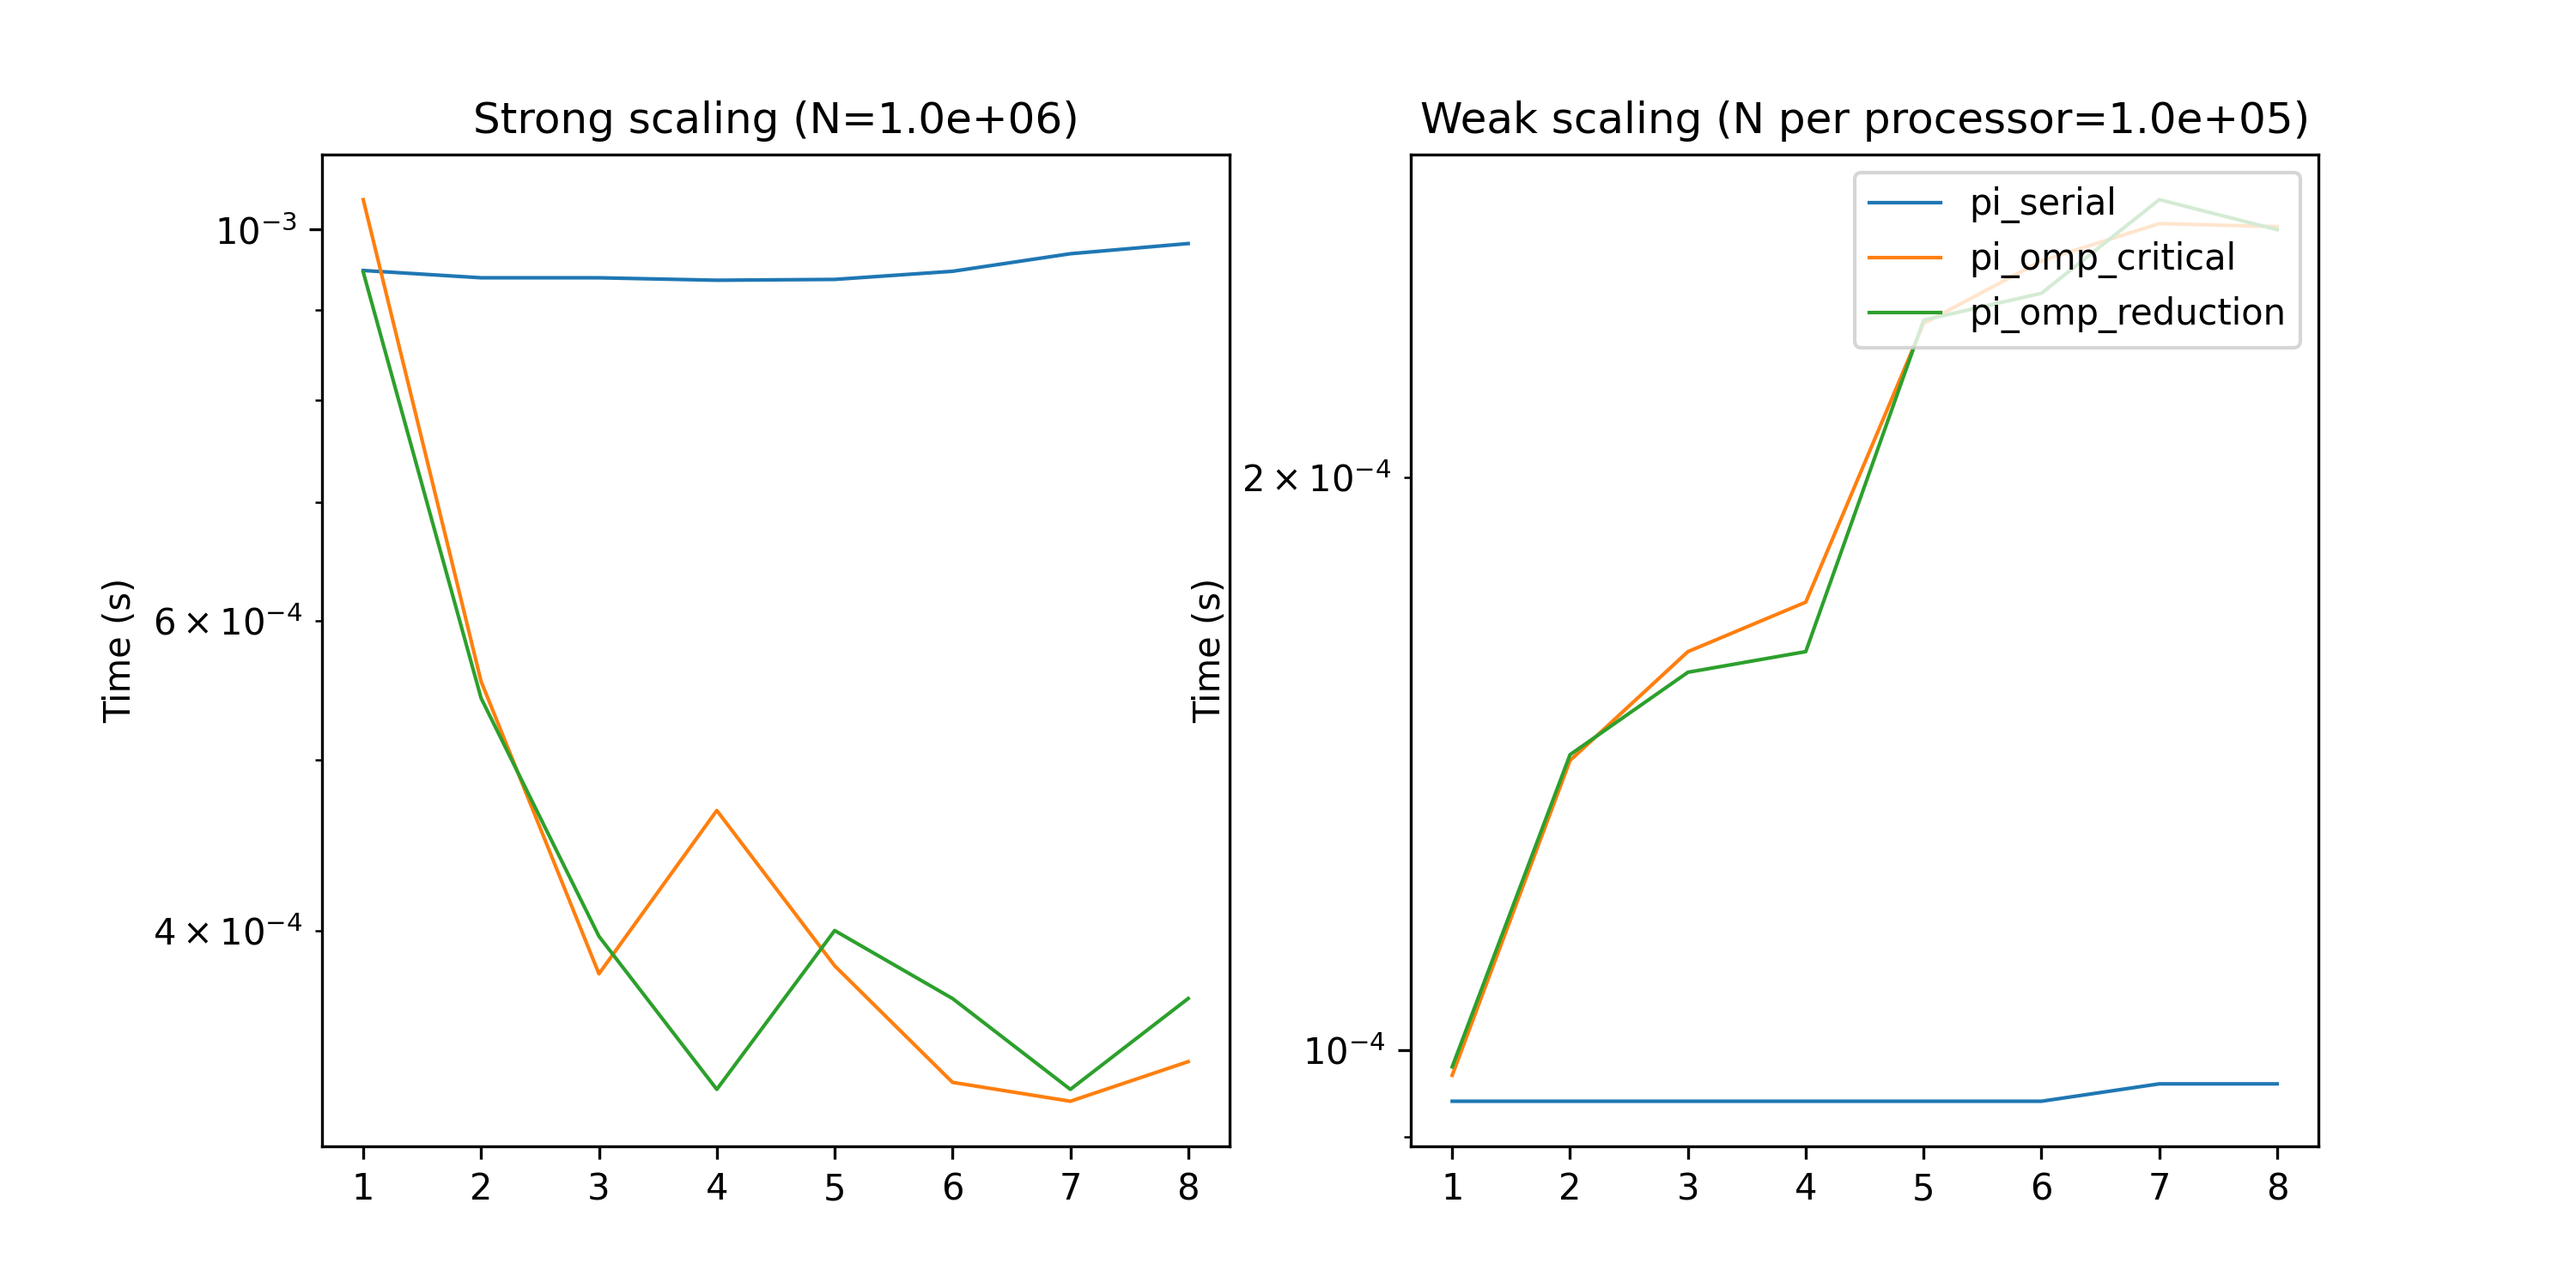 Strong scaling (N=1.0e+06)
Time (s)
10⁻³
6 × 10⁻⁴
4 × 10⁻⁴
1 2 3 4 5 6 7 8
Weak scaling (N per processor=1.0e+05)
Time (s)
2 × 10⁻⁴
10⁻⁴
pi_serial
pi_omp_critical
pi_omp_reduction
1 2 3 4 5 6 7 8